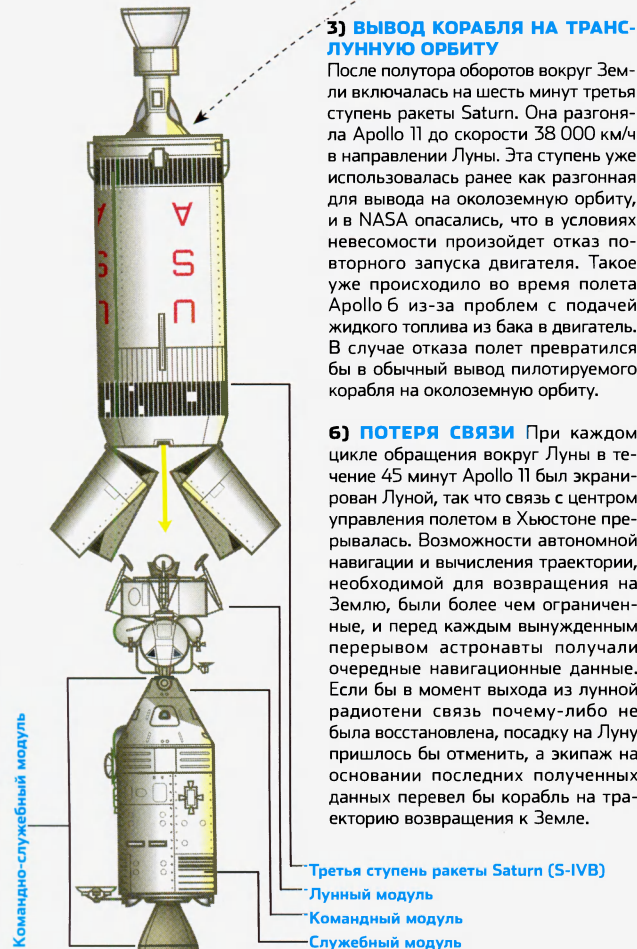 3) ВЫВОД КОРАБЛЯ НА ТРАНС-
ЛУННУЮ ОРБИТУ
После полутора оборотов вокруг Зем-
ли включалась на шесть минут третья
ступень ракеты Saturn. Она разгоня-
ла Apollo 11 до скорости 38 000 км/ч
в направлении Луны. Эта ступень уже
использовалась ранее как разгонная
для вывода на околоземную орбиту,
и в NASA опасались, что в условиях
невесомости произойдет отказ по-
вторного запуска двигателя. Такое
уже происходило во время полета
Apollo 6 из-за проблем с подачей
жидкого топлива из бака в двигатель.
В случае отказа полет превратился
бы в обычный вывод пилотируемого
корабля на околоземную орбиту.
6) ПОТЕРЯ СВЯЗИ При каждом
цикле обращения вокруг Луны в те-
чение 45 минут Apollo 11 был экрани-
рован Луной, так что связь с центром
управления полетом в Хьюстоне пре-
рывалась. Возможности автономной
навигации и вычисления траектории,
необходимой для возвращения на
Землю, были более чем ограничен-
ные, и перед каждым вынужденным
перерывом астронавты получали
очередные навигационные данные.
Если бы в момент выхода из лунной
радиотени связь почему-либо не
была восстановлена, посадку на Луну
пришлось бы отменить, а экипаж на
основании последних полученных
данных перевел бы корабль на тра-
екторию возвращения к Земле.
USA
Командно-служебный модуль
Третья ступень ракеты Saturn (S-IVB)
Лунный модуль
Командный модуль
Служебный модуль